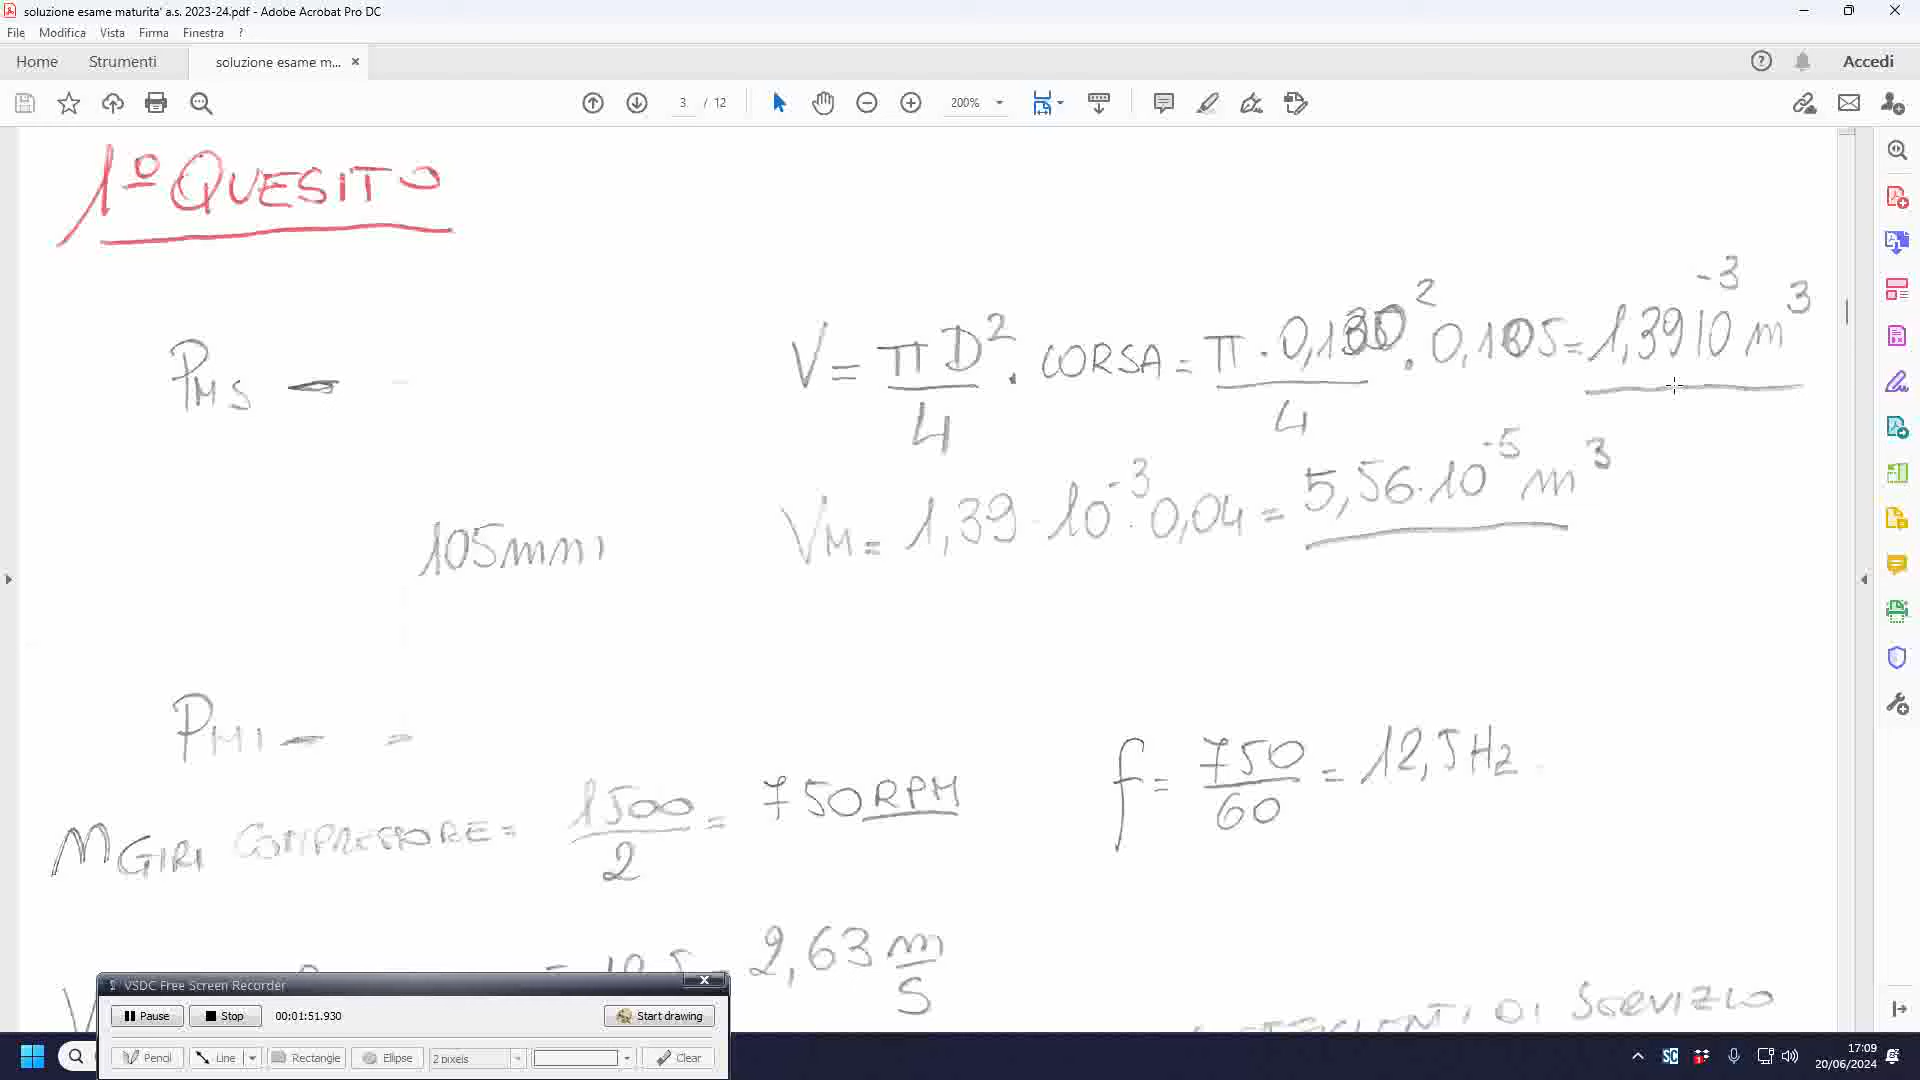 soluzione esame maturita' a.s. 2023-24.pdf - Adobe Acrobat Pro DC
File Modifica Vista Firma Finestra ?
Home Strumenti soluzione esame m... × Accedi
3 / 12 200%
1º QUESITO
V = π D² / 4 . CORSA = π . 0,130² / 4 . 0,105 = 1,39 10⁻³ m³
PMS -
VM = 1,39 . 10⁻³ . 0,04 = 5,56 . 10⁻⁵ m³
105mm
PMI - =
f = 750 / 60 = 12,5 Hz
M GIRI COMPRESSORE = 1500 / 2 = 750 RPM
2,63 m / s
DI SERVIZIO
VSDC Free Screen Recorder
Pause Stop 00:01:51.930 Start drawing
Pencil Line Rectangle Ellipse 2 pixels Clear
17:09
20/06/2024